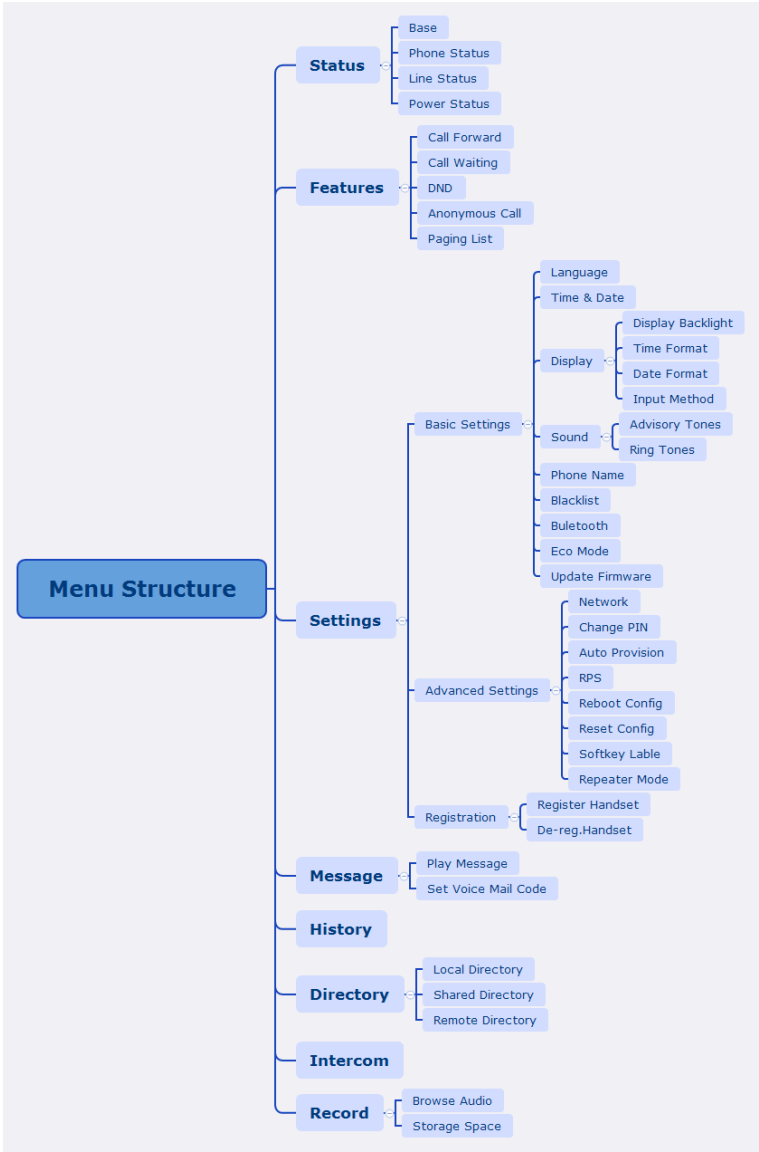 Menu Structure
Status
Base
Phone Status
Line Status
Power Status
Features
Call Forward
Call Waiting
DND
Anonymous Call
Paging List
Settings
Basic Settings
Language
Time & Date
Display
Display Backlight
Time Format
Date Format
Input Method
Sound
Advisory Tones
Ring Tones
Phone Name
Blacklist
Buletooth
Eco Mode
Update Firmware
Advanced Settings
Network
Change PIN
Auto Provision
RPS
Reboot Config
Reset Config
Softkey Lable
Repeater Mode
Registration
Register Handset
De-reg.Handset
Message
Play Message
Set Voice Mail Code
History
Directory
Local Directory
Shared Directory
Remote Directory
Intercom
Record
Browse Audio
Storage Space